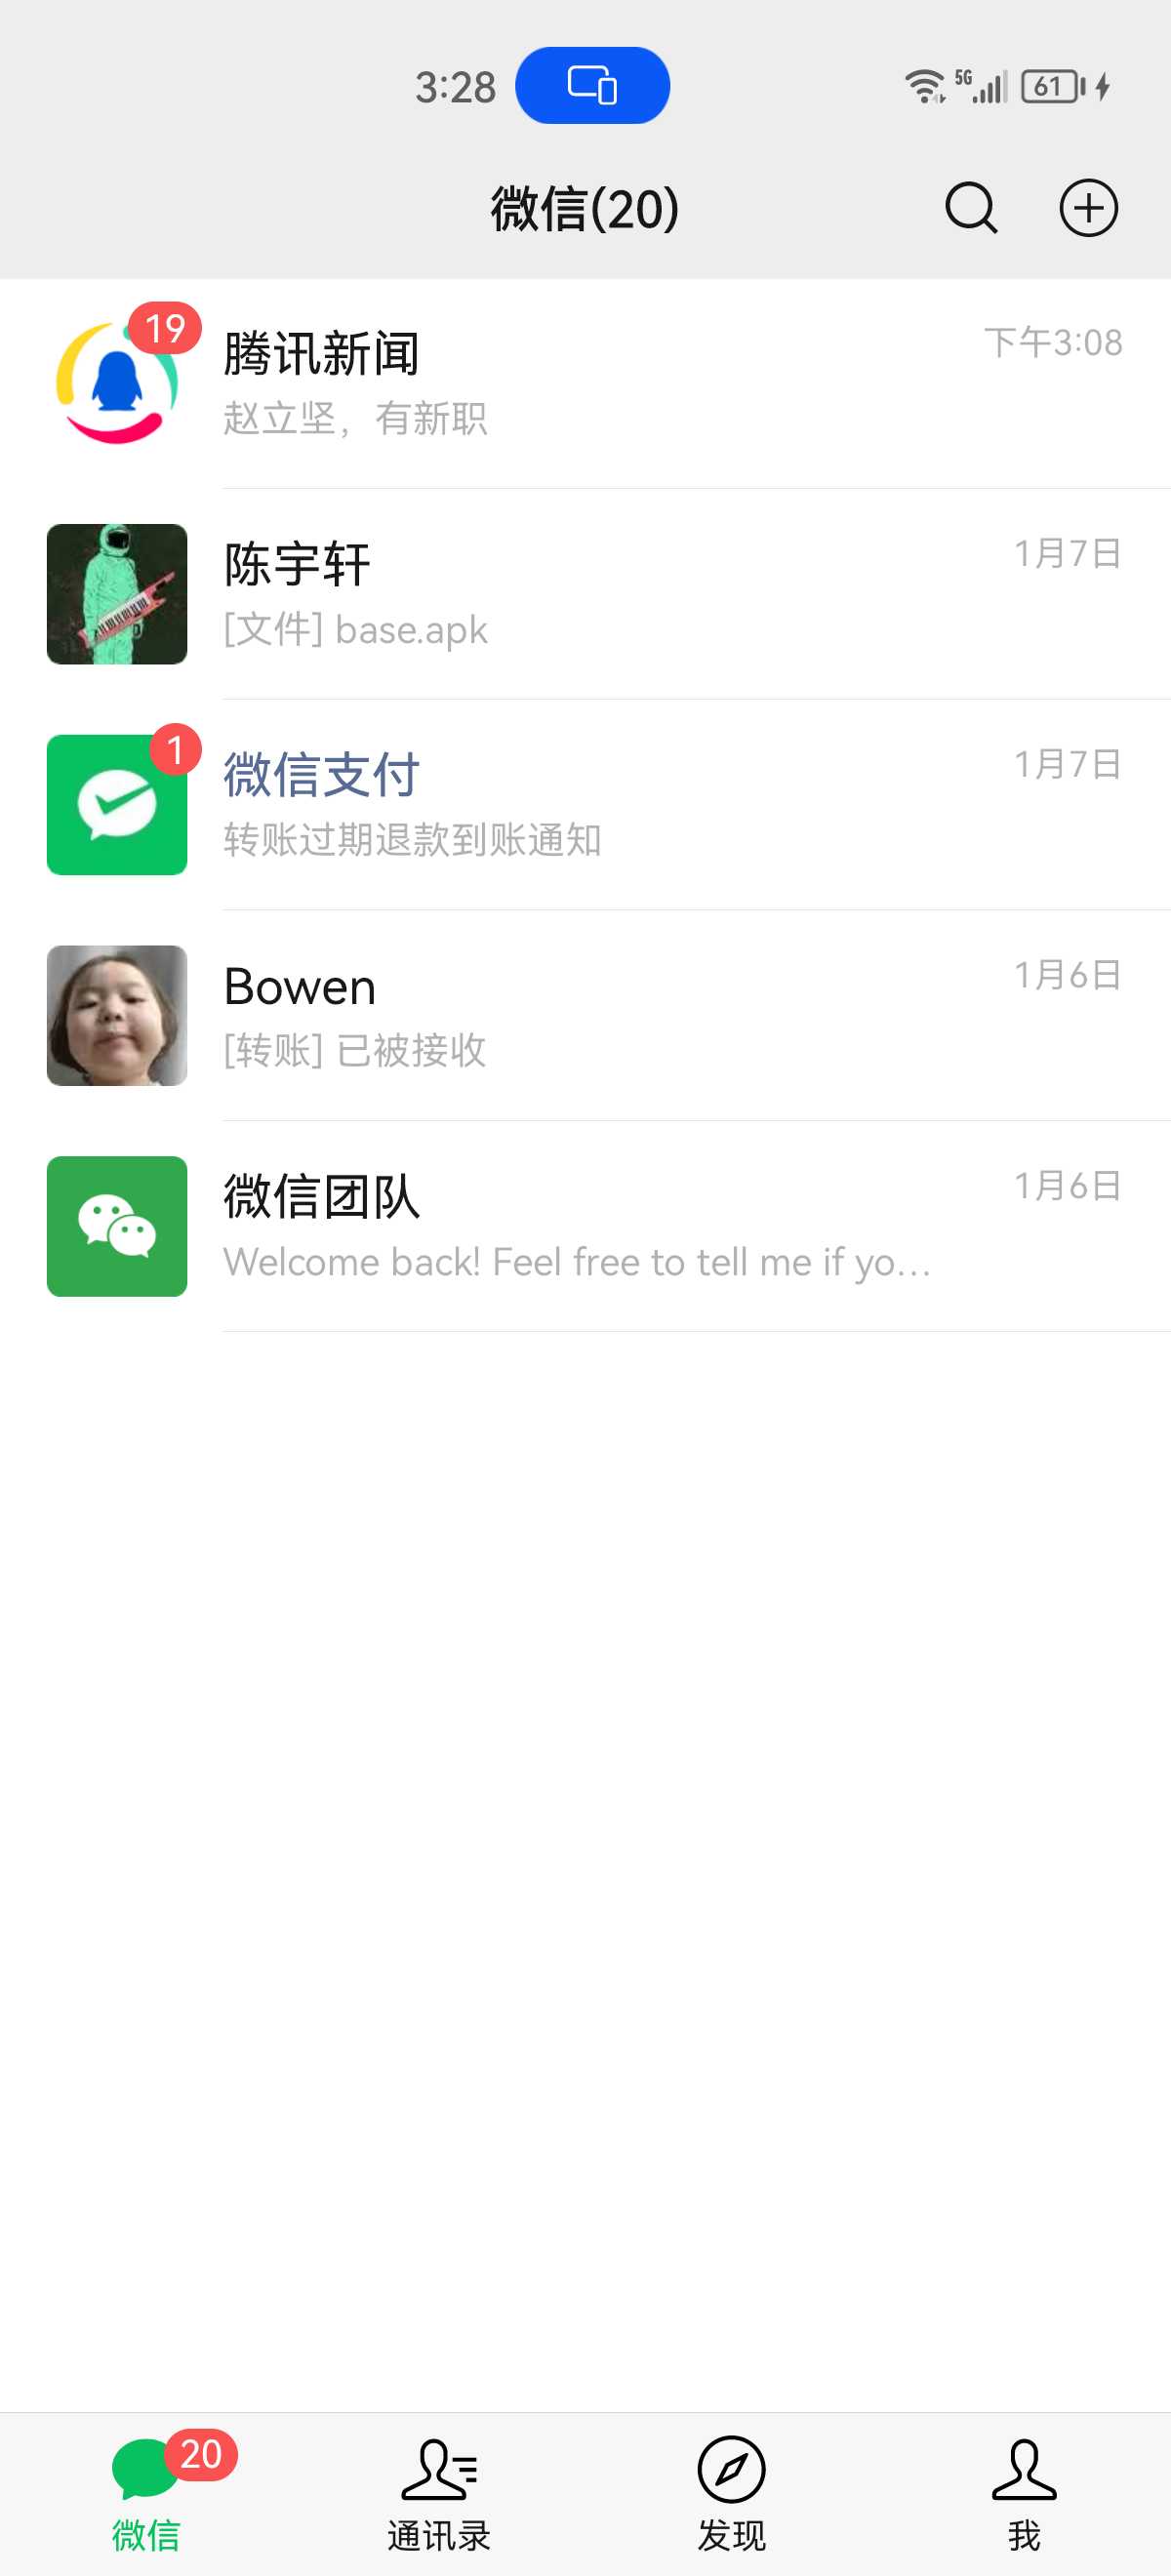 3:28
5G
61
微信(20)
19
腾讯新闻
下午3:08
赵立坚，有新职
陈宇轩
1月7日
[文件] base.apk
1
微信支付
1月7日
转账过期退款到账通知
Bowen
1月6日
[转账] 已被接收
微信团队
1月6日
Welcome back! Feel free to tell me if yo...
20
微信
通讯录
发现
我